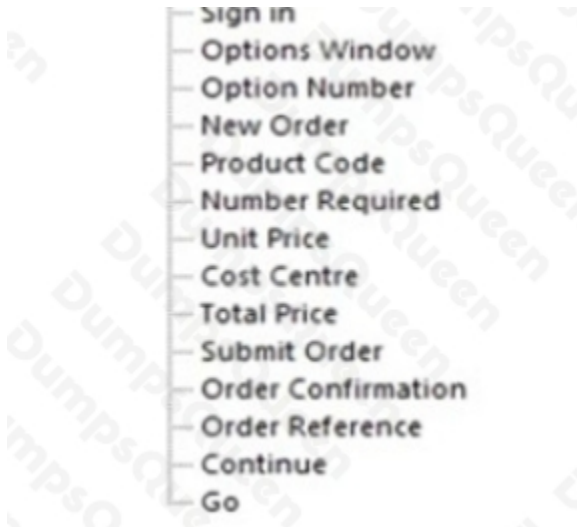 Sign in
Options Window
Option Number
New Order
Product Code
Number Required
Unit Price
Cost Centre
Total Price
Submit Order
Order Confirmation
Order Reference
Continue
Go
DumpsQueen